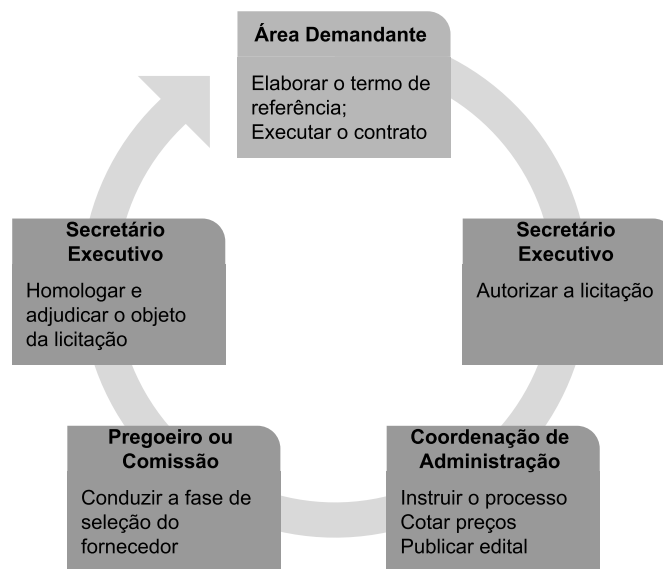 Área Demandante
Elaborar o termo de
referência;
Executar o contrato
Secretário
Executivo
Autorizar a licitação
Coordenação de
Administração
Instruir o processo
Cotar preços
Publicar edital
Pregoeiro ou
Comissão
Conduzir a fase de
seleção do
fornecedor
Secretário
Executivo
Homologar e
adjudicar o objeto
da licitação